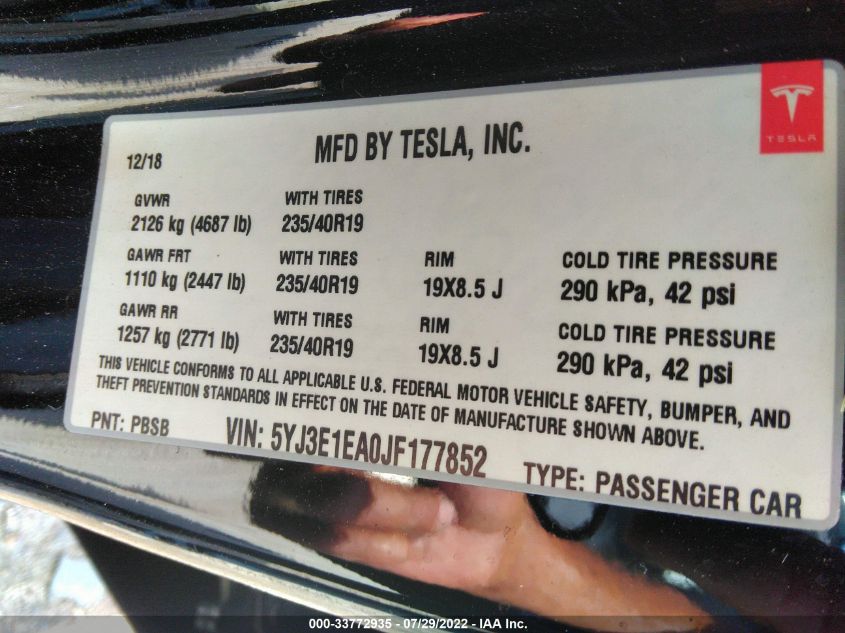 TESLA
12/18 MFD BY TESLA, INC.
GVWR WITH TIRES
2126 kg (4687 lb) 235/40R19
GAWR FRT WITH TIRES RIM COLD TIRE PRESSURE
1110 kg (2447 lb) 235/40R19 19X8.5 J 290 kPa, 42 psi
GAWR RR WITH TIRES RIM COLD TIRE PRESSURE
1257 kg (2771 lb) 235/40R19 19X8.5 J 290 kPa, 42 psi
THIS VEHICLE CONFORMS TO ALL APPLICABLE U.S. FEDERAL MOTOR VEHICLE SAFETY, BUMPER, AND
THEFT PREVENTION STANDARDS IN EFFECT ON THE DATE OF MANUFACTURE SHOWN ABOVE.
PNT: PBSB VIN: 5YJ3E1EA0JF177852 TYPE: PASSENGER CAR
000-33772935 - 07/29/2022 - IAA Inc.